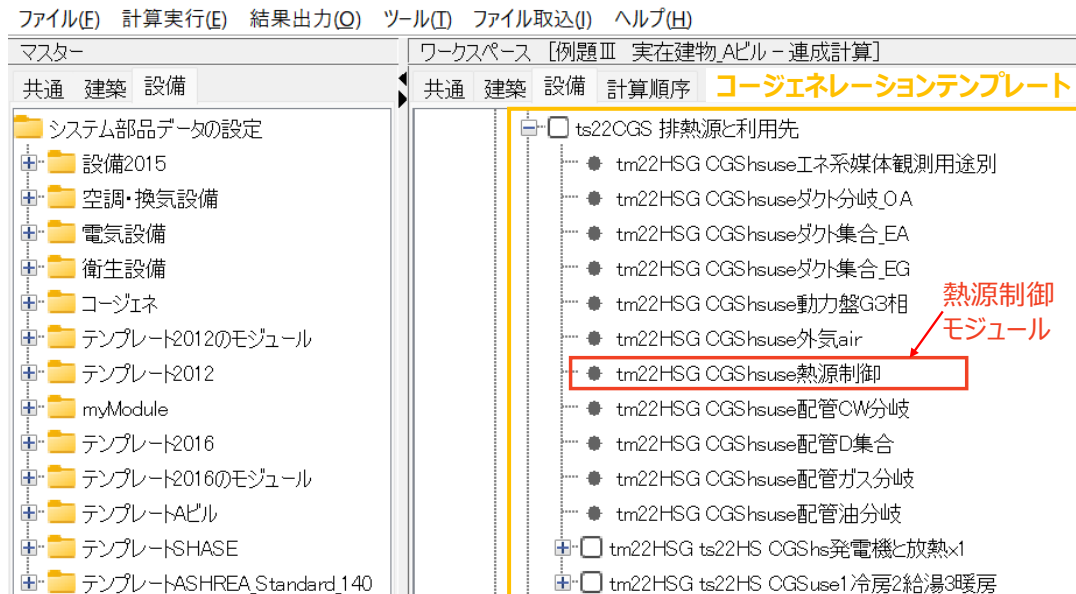 ファイル(F) 計算実行(E) 結果出力(O) ツール(T) ファイル取込(I) ヘルプ(H)
マスター
共通 建築 設備
システム部品データの設定
設備2015
空調・換気設備
電気設備
衛生設備
コージェネ
テンプレート2012のモジュール
テンプレート2012
myModule
テンプレート2016
テンプレート2016のモジュール
テンプレートAビル
テンプレートSHASE
テンプレートASHREA_Standard_140
ワークスペース [例題Ⅲ 実在建物_Aビル－連成計算]
共通 建築 設備 計算順序
コージェネレーションテンプレート
ts22CGS 排熱源と利用先
tm22HSG CGShsuseエネ系媒体観測用途別
tm22HSG CGShsuseダクト分岐_OA
tm22HSG CGShsuseダクト集合_EA
tm22HSG CGShsuseダクト集合_EG
tm22HSG CGShsuse動力盤G3相
tm22HSG CGShsuse外気air
tm22HSG CGShsuse熱源制御
tm22HSG CGShsuse配管CW分岐
tm22HSG CGShsuse配管D集合
tm22HSG CGShsuse配管ガス分岐
tm22HSG CGShsuse配管油分岐
tm22HSG ts22HS CGShs発電機と放熱x1
tm22HSG ts22HS CGSuse1冷房2給湯3暖房
熱源制御
モジュール